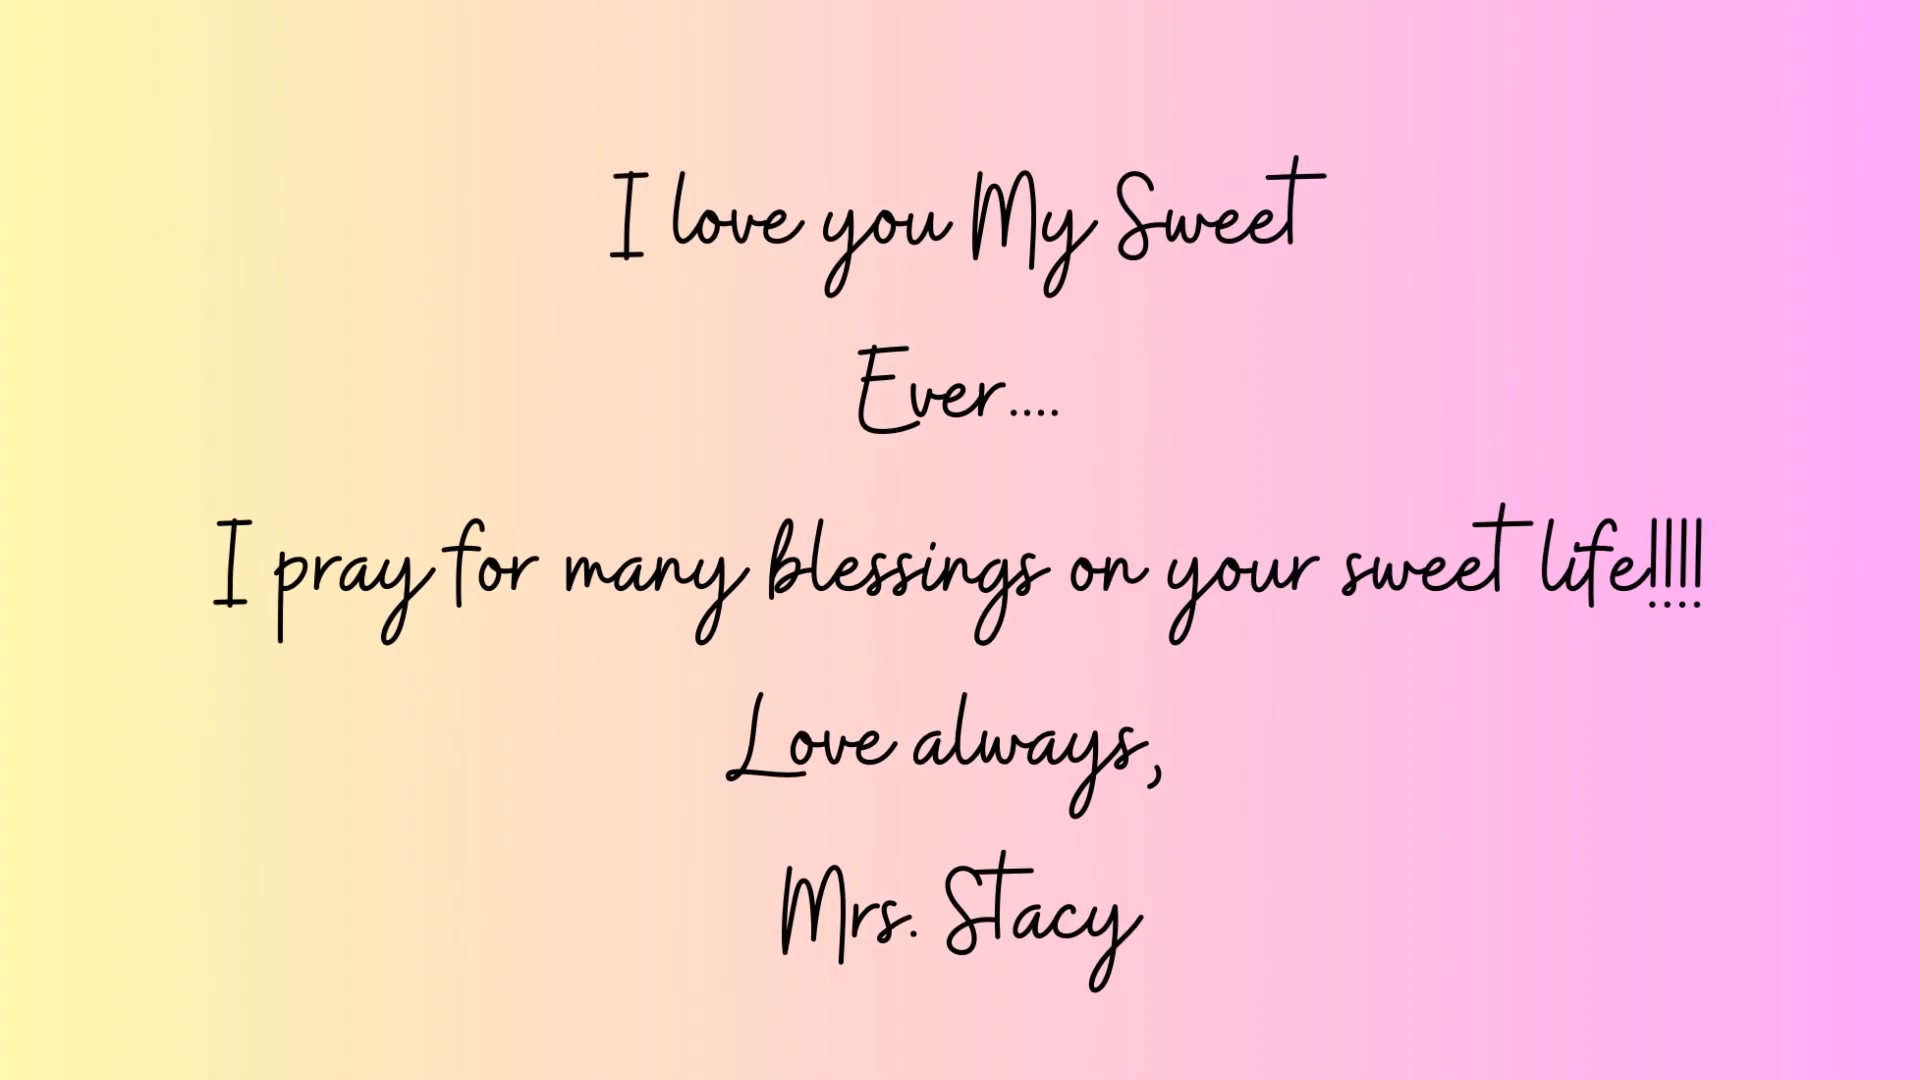 I love you My Sweet
Ever....
I pray for many blessings on your sweet life!!!!
Love always,
Mrs. Stacy